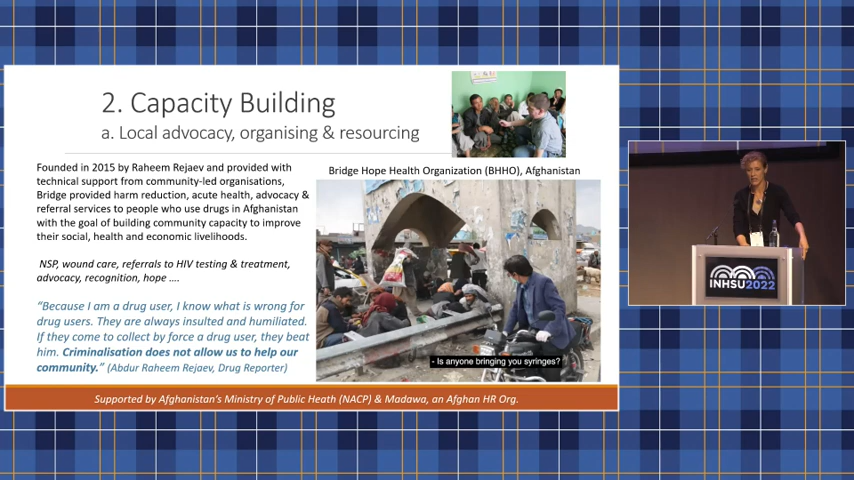 2. Capacity Building
a. Local advocacy, organising & resourcing
Founded in 2015 by Raheem Rejaev and provided with
technical support from community-led organisations,
Bridge provided harm reduction, acute health, advocacy &
referral services to people who use drugs in Afghanistan
with the goal of building community capacity to improve
their social, health and economic livelihoods.
NSP, wound care, referrals to HIV testing & treatment,
advocacy, recognition, hope ....
“Because I am a drug user, I know what is wrong for
drug users. They are always insulted and humiliated.
If they come to collect by force a drug user, they beat
him. Criminalisation does not allow us to help our
community.” (Abdur Raheem Rejaev, Drug Reporter)
Bridge Hope Health Organization (BHHO), Afghanistan
- Is anyone bringing you syringes?
Supported by Afghanistan’s Ministry of Public Heath (NACP) & Madawa, an Afghan HR Org.
INHSU2022